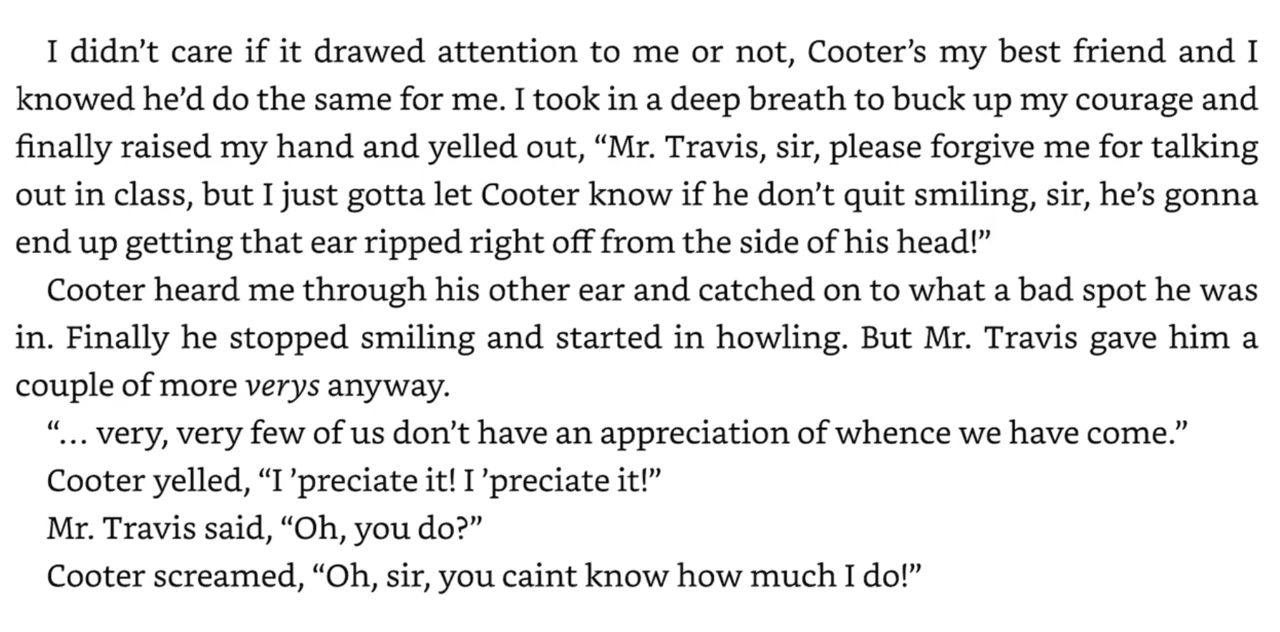 I didn’t care if it drawed attention to me or not, Cooter’s my best friend and I
knowed he’d do the same for me. I took in a deep breath to buck up my courage and
finally raised my hand and yelled out, “Mr. Travis, sir, please forgive me for talking
out in class, but I just gotta let Cooter know if he don’t quit smiling, sir, he’s gonna
end up getting that ear ripped right off from the side of his head!”
Cooter heard me through his other ear and catched on to what a bad spot he was
in. Finally he stopped smiling and started in howling. But Mr. Travis gave him a
couple of more verys anyway.
“… very, very few of us don’t have an appreciation of whence we have come.”
Cooter yelled, “I ’preciate it! I ’preciate it!”
Mr. Travis said, “Oh, you do?”
Cooter screamed, “Oh, sir, you caint know how much I do!”